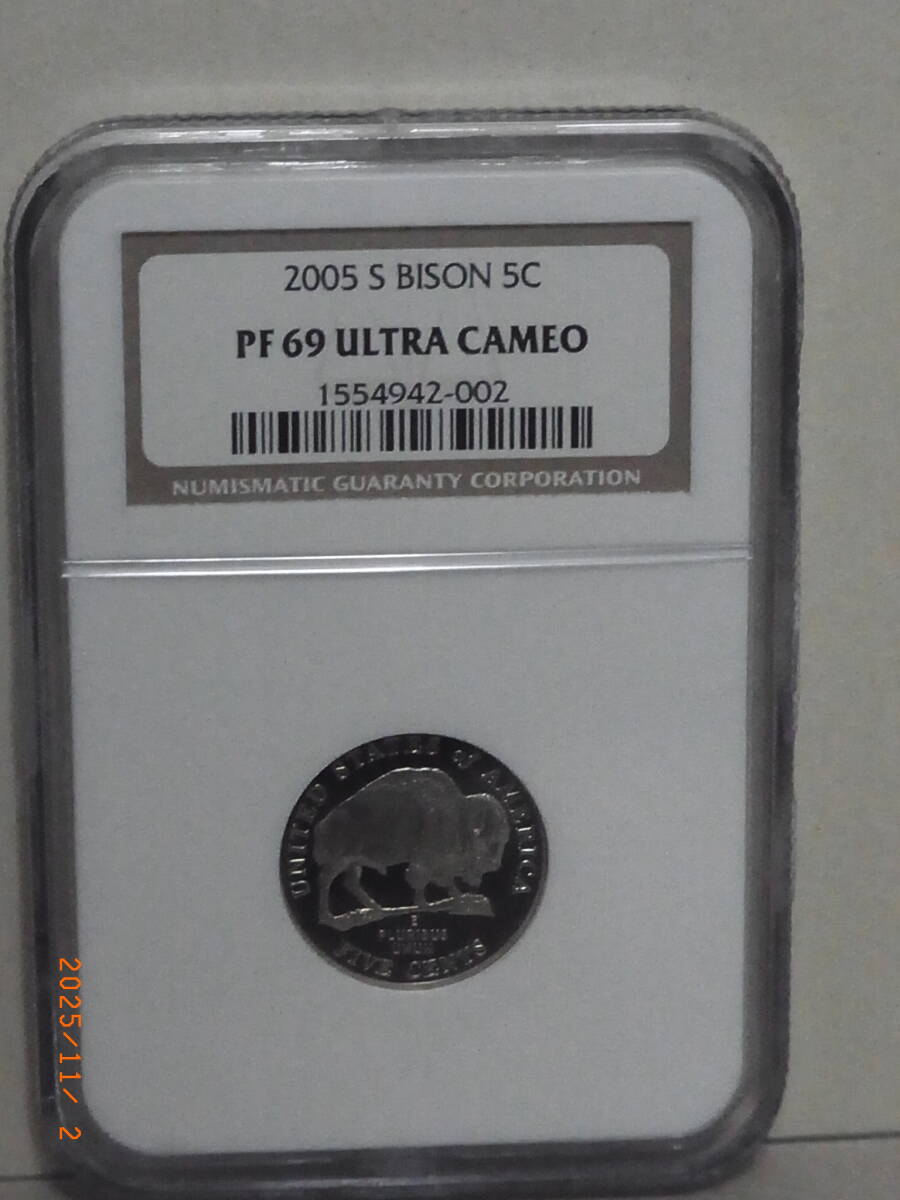 2005 S BISON 5C
PF 69 ULTRA CAMEO
1554942-002
NUMISMATIC GUARANTY CORPORATION
UNITED STATES of AMERICA
E
PLURIBUS
UNUM
FIVE CENTS
2025/11/ 2